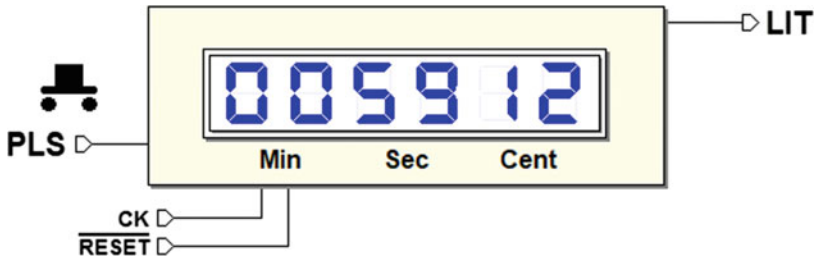 LIT
005912
PLS
Min Sec Cent
CK
RESET